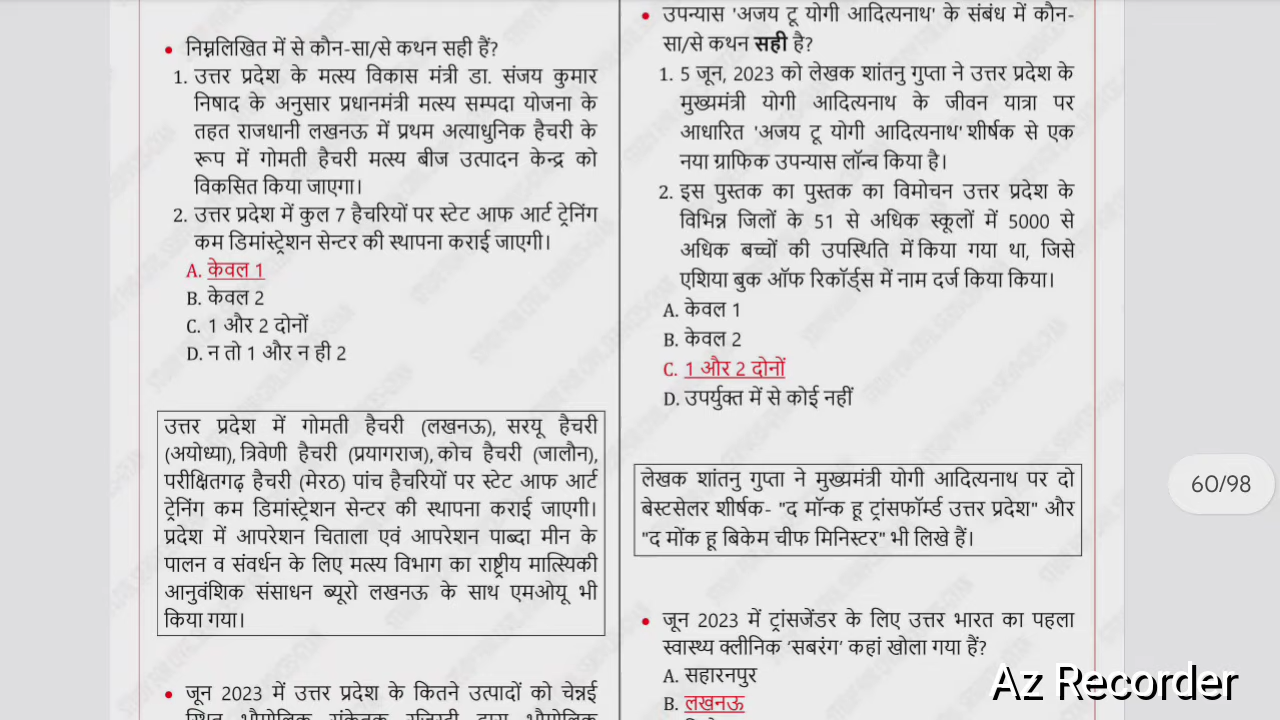 • निम्नलिखित में से कौन-सा/से कथन सही हैं?
1. उत्तर प्रदेश के मत्स्य विकास मंत्री डा. संजय कुमार
निषाद के अनुसार प्रधानमंत्री मत्स्य सम्पदा योजना के
तहत राजधानी लखनऊ में प्रथम अत्याधुनिक हैचरी के
रूप में गोमती हैचरी मत्स्य बीज उत्पादन केन्द्र को
विकसित किया जाएगा।
2. उत्तर प्रदेश में कुल 7 हैचरियों पर स्टेट आफ आर्ट ट्रेनिंग
कम डिमांस्ट्रेशन सेन्टर की स्थापना कराई जाएगी।
A. केवल 1
B. केवल 2
C. 1 और 2 दोनों
D. न तो 1 और न ही 2
उत्तर प्रदेश में गोमती हैचरी (लखनऊ), सरयू हैचरी
(अयोध्या), त्रिवेणी हैचरी (प्रयागराज), कोच हैचरी (जालौन),
परीक्षितगढ़ हैचरी (मेरठ) पांच हैचरियों पर स्टेट आफ आर्ट
ट्रेनिंग कम डिमांस्ट्रेशन सेन्टर की स्थापना कराई जाएगी।
प्रदेश में आपरेशन चिताला एवं आपरेशन पाब्दा मीन के
पालन व संवर्धन के लिए मत्स्य विभाग का राष्ट्रीय मात्स्यिकी
आनुवंशिक संसाधन ब्यूरो लखनऊ के साथ एमओयू भी
किया गया।
• जून 2023 में उत्तर प्रदेश के कितने उत्पादों को चेन्नई
• उपन्यास 'अजय टू योगी आदित्यनाथ' के संबंध में कौन-
सा/से कथन सही है?
1. 5 जून, 2023 को लेखक शांतनु गुप्ता ने उत्तर प्रदेश के
मुख्यमंत्री योगी आदित्यनाथ के जीवन यात्रा पर
आधारित 'अजय टू योगी आदित्यनाथ' शीर्षक से एक
नया ग्राफिक उपन्यास लॉन्च किया है।
2. इस पुस्तक का पुस्तक का विमोचन उत्तर प्रदेश के
विभिन्न जिलों के 51 से अधिक स्कूलों में 5000 से
अधिक बच्चों की उपस्थिति में किया गया था, जिसे
एशिया बुक ऑफ रिकॉर्ड्स में नाम दर्ज किया किया।
A. केवल 1
B. केवल 2
C. 1 और 2 दोनों
D. उपर्युक्त में से कोई नहीं
लेखक शांतनु गुप्ता ने मुख्यमंत्री योगी आदित्यनाथ पर दो
बेस्टसेलर शीर्षक- "द मॉन्क हू ट्रांसफॉर्म्ड उत्तर प्रदेश" और
"द मोंक हू बिकेम चीफ मिनिस्टर" भी लिखे हैं।
• जून 2023 में ट्रांसजेंडर के लिए उत्तर भारत का पहला
स्वास्थ्य क्लीनिक ‘सबरंग’ कहां खोला गया हैं?
A. सहारनपुर
B. लखनऊ
60/98
Az Recorder